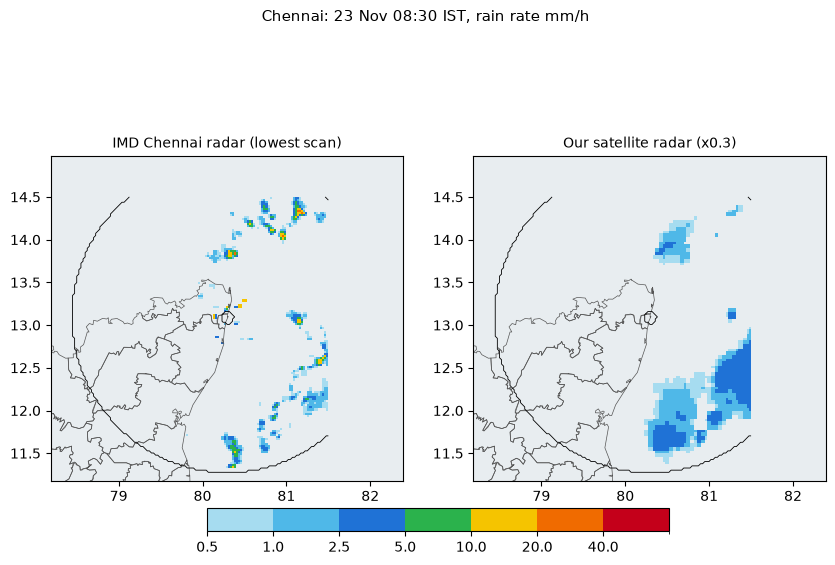 Chennai: 23 Nov 08:30 IST, rain rate mm/h
IMD Chennai radar (lowest scan)
Our satellite radar (x0.3)
14.5
14.0
13.5
13.0
12.5
12.0
11.5
79 80 81 82
14.5
14.0
13.5
13.0
12.5
12.0
11.5
79 80 81 82
0.5 1.0 2.5 5.0 10.0 20.0 40.0